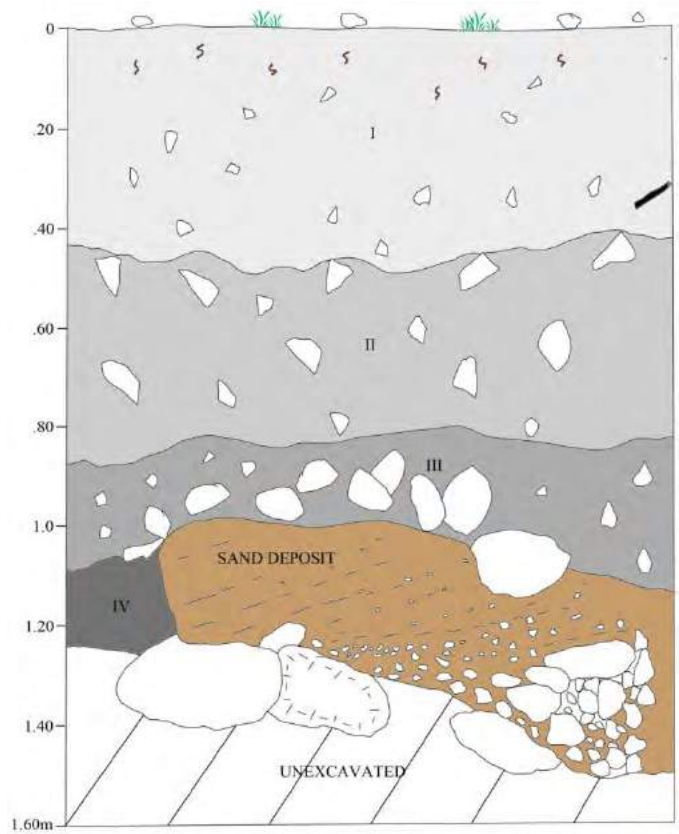 0
.20
I
.40
.60
II
.80
III
1.0
SAND DEPOSIT
IV
1.20
1.40
UNEXCAVATED
1.60m